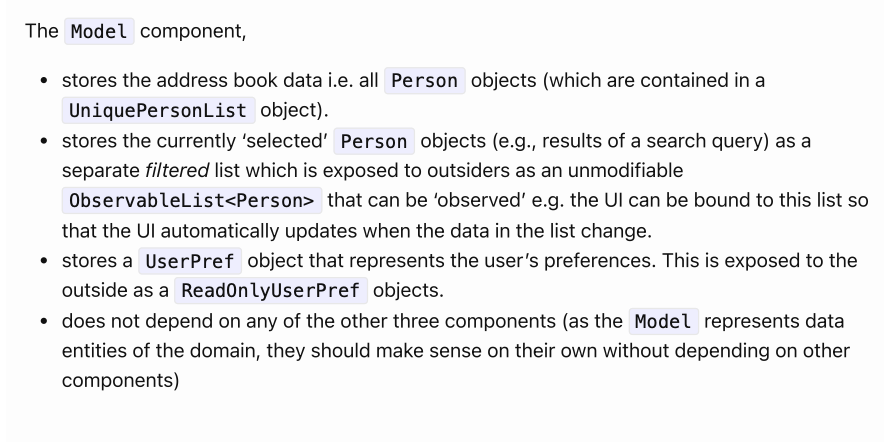 The Model component,
• stores the address book data i.e. all Person objects (which are contained in a
UniquePersonList object).
• stores the currently ‘selected’ Person objects (e.g., results of a search query) as a
separate filtered list which is exposed to outsiders as an unmodifiable
ObservableList<Person> that can be ‘observed’ e.g. the UI can be bound to this list so
that the UI automatically updates when the data in the list change.
• stores a UserPref object that represents the user’s preferences. This is exposed to the
outside as a ReadOnlyUserPref objects.
• does not depend on any of the other three components (as the Model represents data
entities of the domain, they should make sense on their own without depending on other
components)